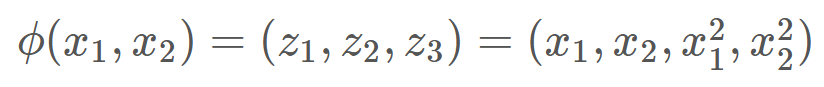 ϕ(x₁, x₂) = (z₁, z₂, z₃) = (x₁, x₂, x₁², x₂²)